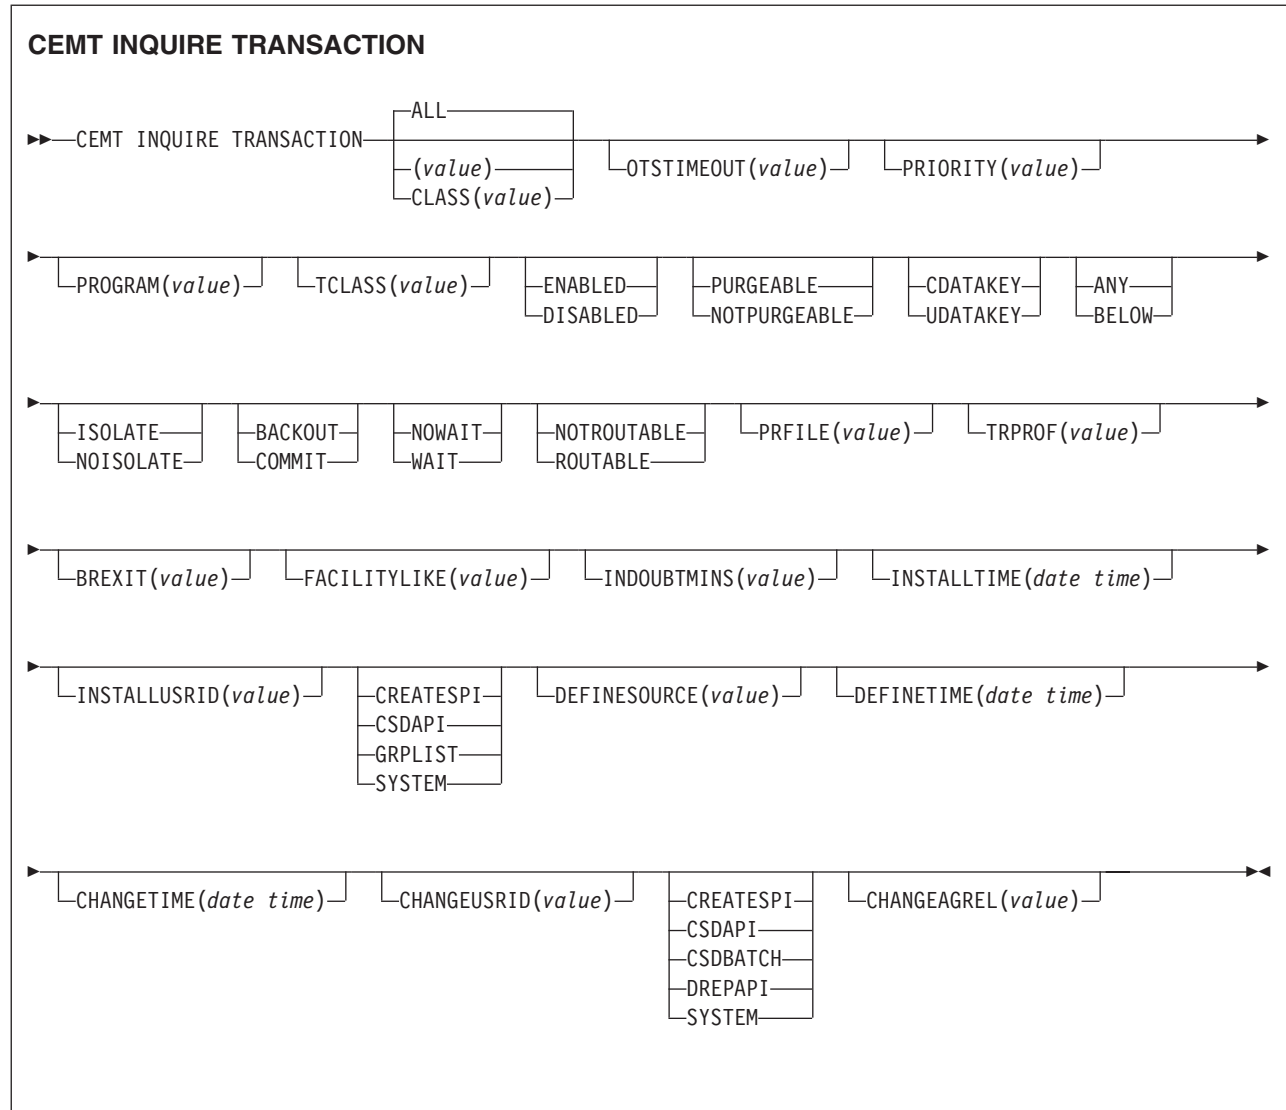 CEMT INQUIRE TRANSACTION
ALL
CEMT INQUIRE TRANSACTION
(value)
OTSTIMEOUT(value)
PRIORITY(value)
CLASS(value)
PROGRAM(value)
TCLASS(value)
ENABLED
PURGEABLE
CDATAKEY
ANY
DISABLED
NOTPURGEABLE
UDATAKEY
BELOW
ISOLATE
BACKOUT
NOWAIT
NOTROUTABLE
PRFILE(value)
TRPROF(value)
NOISOLATE
COMMIT
WAIT
ROUTABLE
BREXIT(value)
FACILITYLIKE(value)
INDOUBTMINS(value)
INSTALLTIME(date time)
INSTALLUSRID(value)
CREATESPI
DEFINESOURCE(value)
DEFINETIME(date time)
CSDAPI
GRPLIST
SYSTEM
CHANGETIME(date time)
CHANGEUSRID(value)
CREATESPI
CHANGEAGREL(value)
CSDAPI
CSDBATCH
DREPAPI
SYSTEM